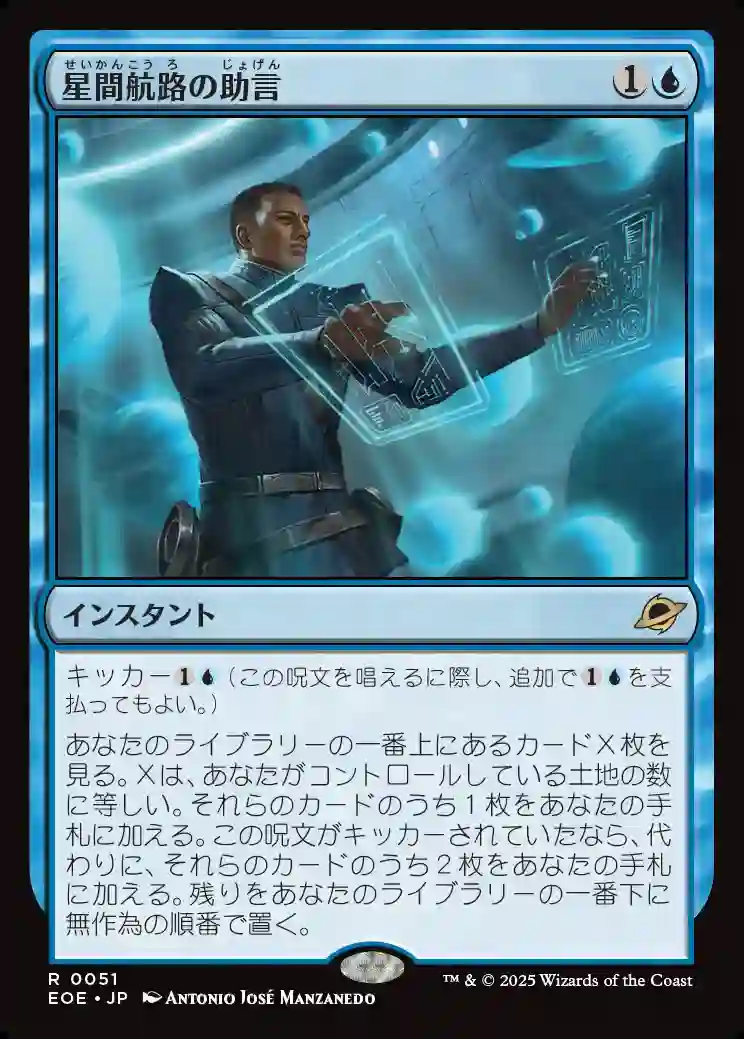 せいかんこうろ じょげん
星間航路の助言 1
インスタント
キッカー1（この呪文を唱えるに際し、追加で1を支
払ってもよい。）
あなたのライブラリーの一番上にあるカードX枚を
見る。Xは、あなたがコントロールしている土地の数
に等しい。それらのカードのうち1枚をあなたの手
札に加える。この呪文がキッカーされていたなら、代
わりに、それらのカードのうち2枚をあなたの手札
に加える。残りをあなたのライブラリーの一番下に
無作為の順番で置く。
R 0051
EOE • JP Antonio José Manzanedo
™ & © 2025 Wizards of the Coast